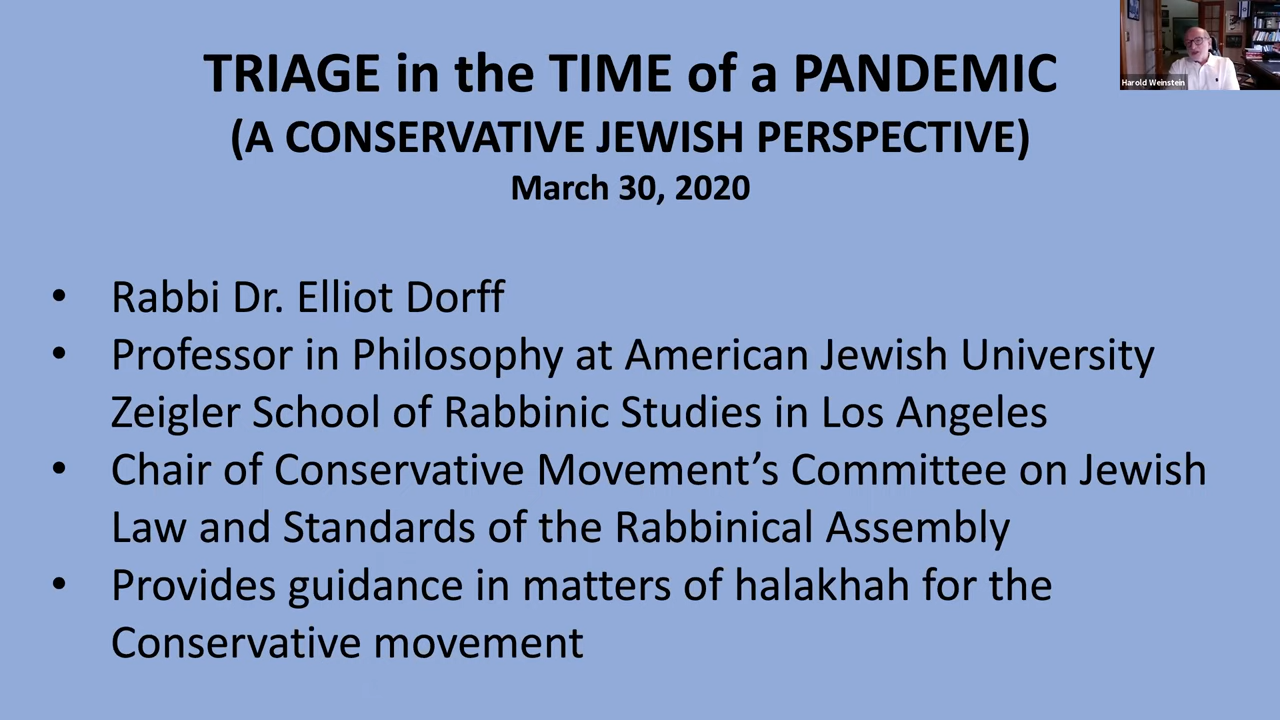 TRIAGE in the TIME of a PANDEMIC
(A CONSERVATIVE JEWISH PERSPECTIVE)
March 30, 2020
Harold Weinstein
• Rabbi Dr. Elliot Dorff
• Professor in Philosophy at American Jewish University
Zeigler School of Rabbinic Studies in Los Angeles
• Chair of Conservative Movement’s Committee on Jewish
Law and Standards of the Rabbinical Assembly
• Provides guidance in matters of halakhah for the
Conservative movement